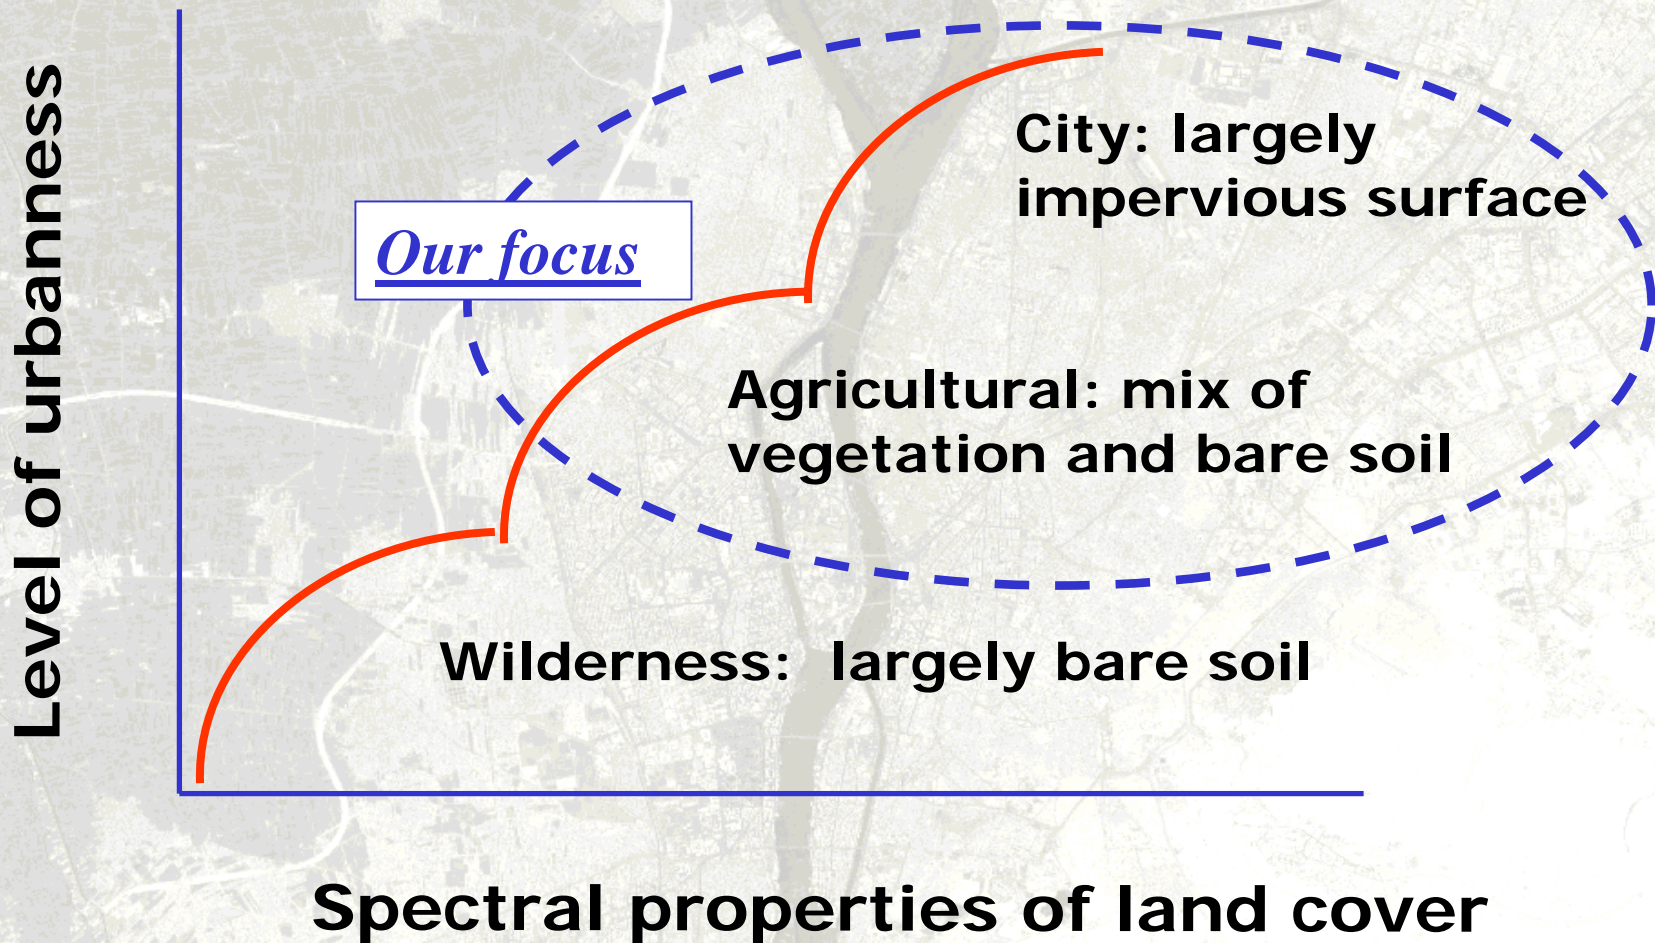 Level of urbanness
City: largely
impervious surface
Our focus
Agricultural: mix of
vegetation and bare soil
Wilderness: largely bare soil
Spectral properties of land cover